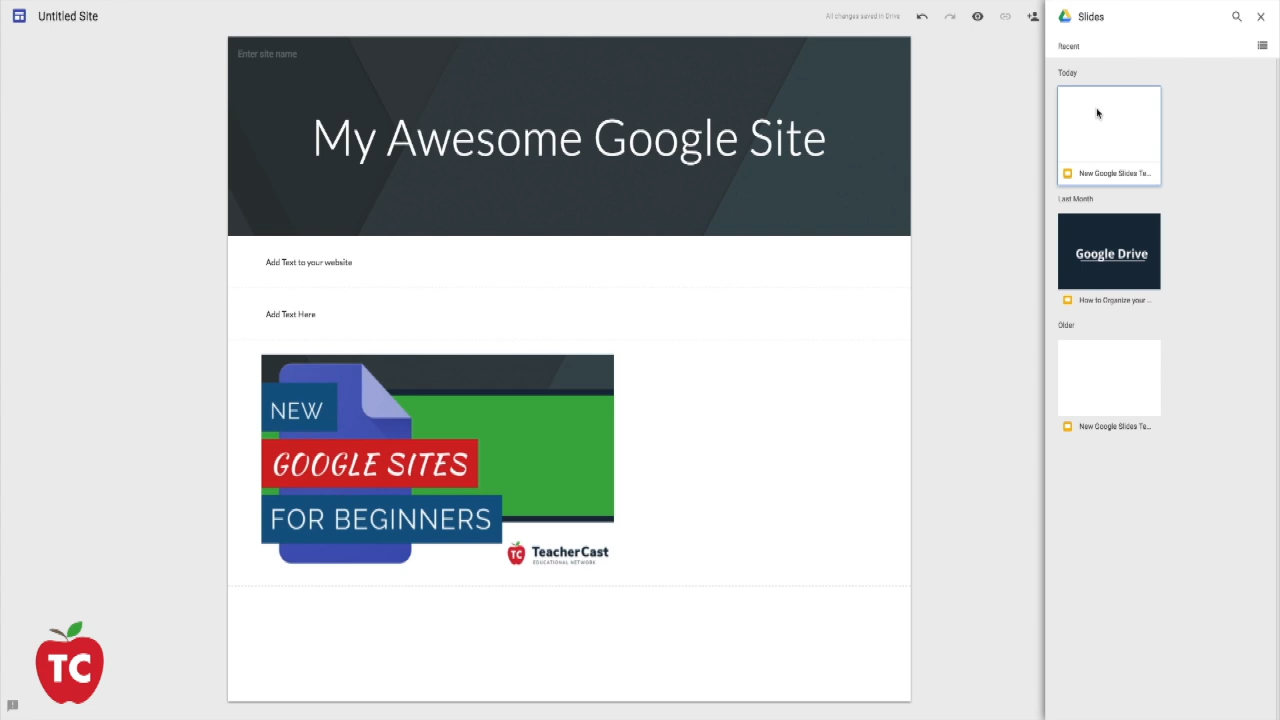 Untitled Site
All changes saved in Drive
Slides
Recent
Today
New Google Slides Te...
Last Month
Google Drive
How to Organize your ...
Older
New Google Slides Te...
Enter site name
My Awesome Google Site
Add Text to your website
Add Text Here
NEW
GOOGLE SITES
FOR BEGINNERS
TC
TeacherCast
EDUCATIONAL NETWORK
TC